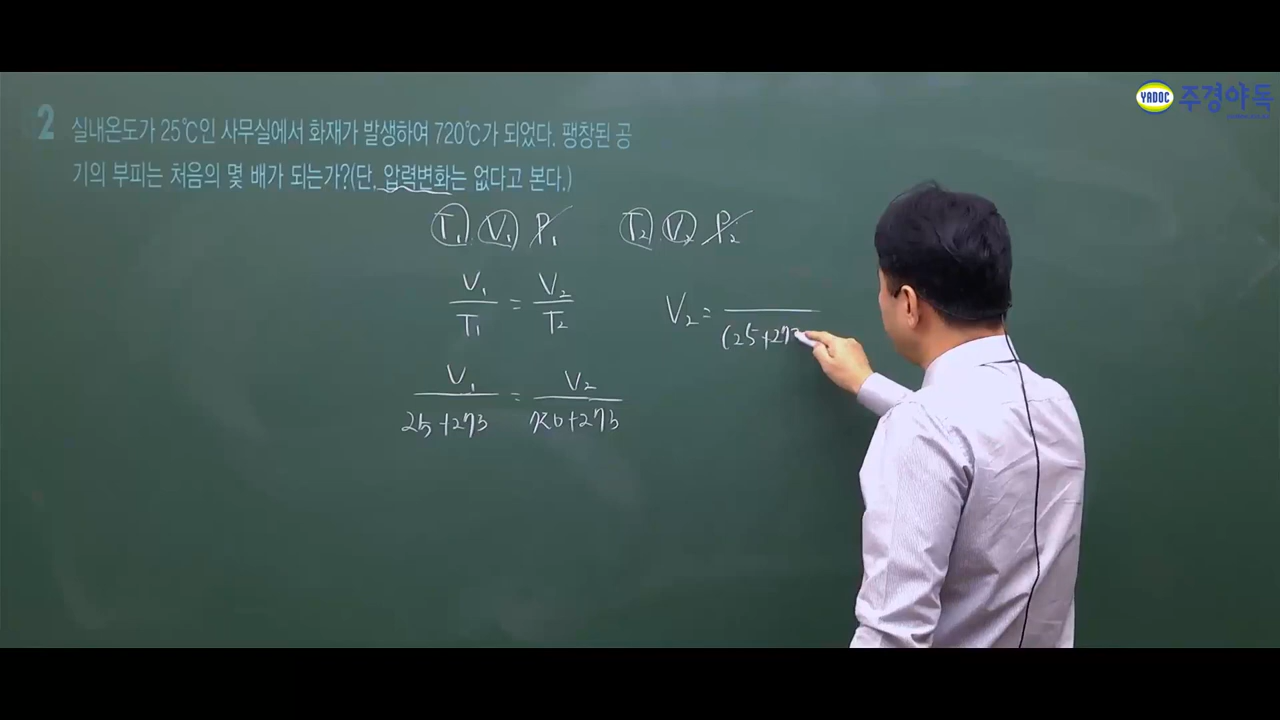 YADOC 주경야독
2 실내온도가 25℃인 사무실에서 화재가 발생하여 720℃가 되었다. 팽창된 공
기의 부피는 처음의 몇 배가 되는가?(단, 압력변화는 없다고 본다.)
T₁ V₁ P₁ T₂ V₂ P₂
V₁/T₁ = V₂/T₂
V₂ = /(25+273
V₁/25+273 = V₂/720+273